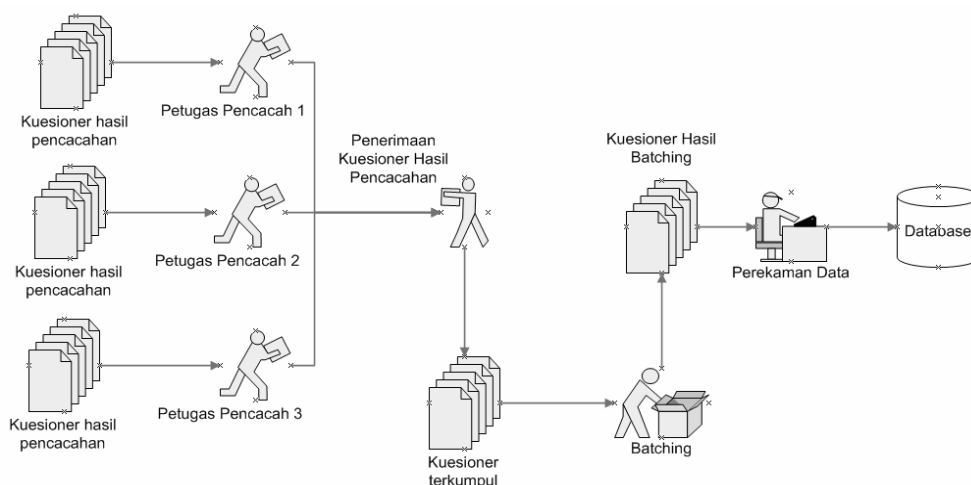 Kuesioner hasil
pencacahan
Petugas Pencacah 1
Kuesioner hasil
pencacahan
Petugas Pencacah 2
Kuesioner hasil
pencacahan
Petugas Pencacah 3
Penerimaan
Kuesioner Hasil
Pencacahan
Kuesioner
terkumpul
Batching
Kuesioner Hasil
Batching
Perekaman Data
Database